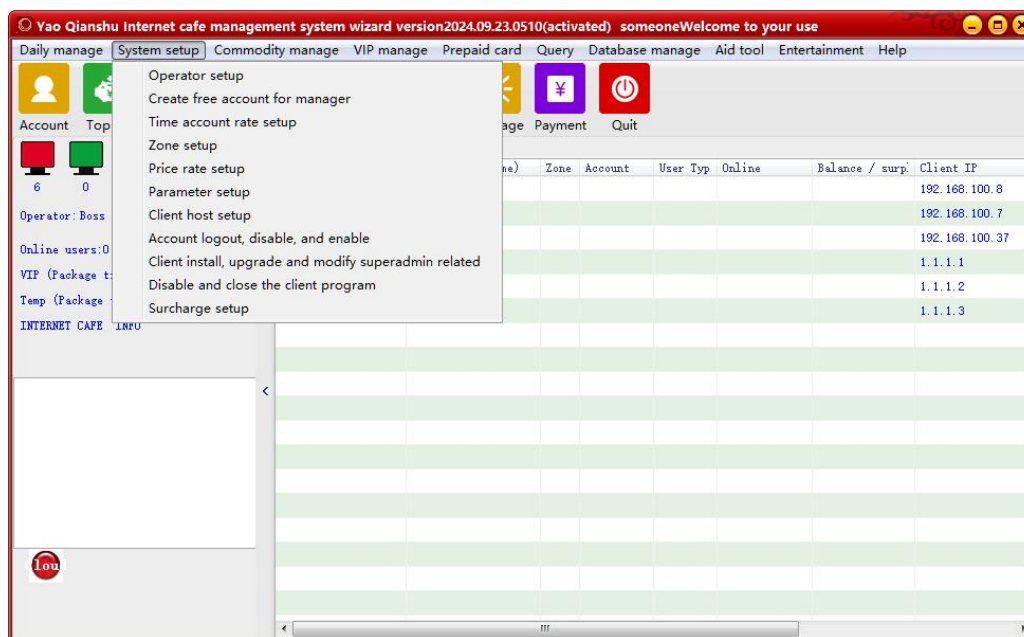 Yao Qianshu Internet cafe management system wizard version2024.09.23.0510(activated) someoneWelcome to your use
Daily manage System setup Commodity manage VIP manage Prepaid card Query Database manage Aid tool Entertainment Help
Operator setup
Create free account for manager
Time account rate setup
Zone setup
Price rate setup
Parameter setup
Client host setup
Account logout, disable, and enable
Client install, upgrade and modify superadmin related
Disable and close the client program
Surcharge setup
¥
Account Top Payment Quit
6 0
Zone Account User Typ Online Balance / surp. Client IP
192.168.100.8
192.168.100.7
192.168.100.37
1.1.1.1
1.1.1.2
1.1.1.3
Operator:Boss
Online users:0
VIP (Package t
Temp (Package
INTERNET CAFE INFO
<
lou